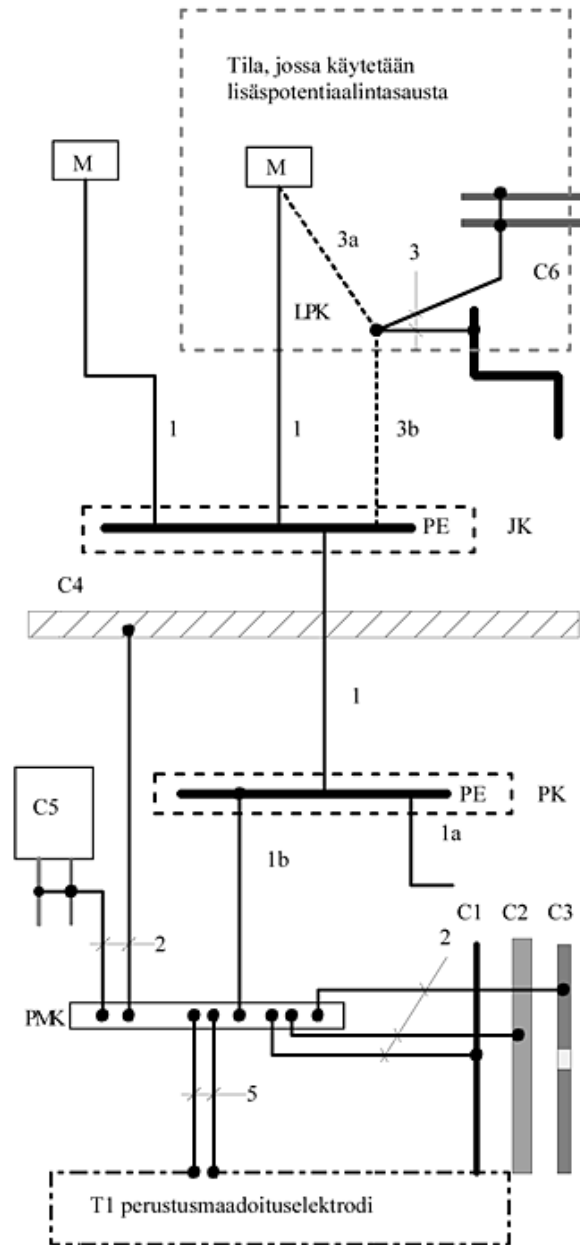 Tila, jossa käytetään
lisäspotentiaalintasausta
M
M
3a
3
C6
LPK
1
1
3b
PE
JK
C4
1
C5
PE
PK
1a
1b
C1
C2
C3
2
2
PMK
5
T1 perustusmaadoituselektrodi